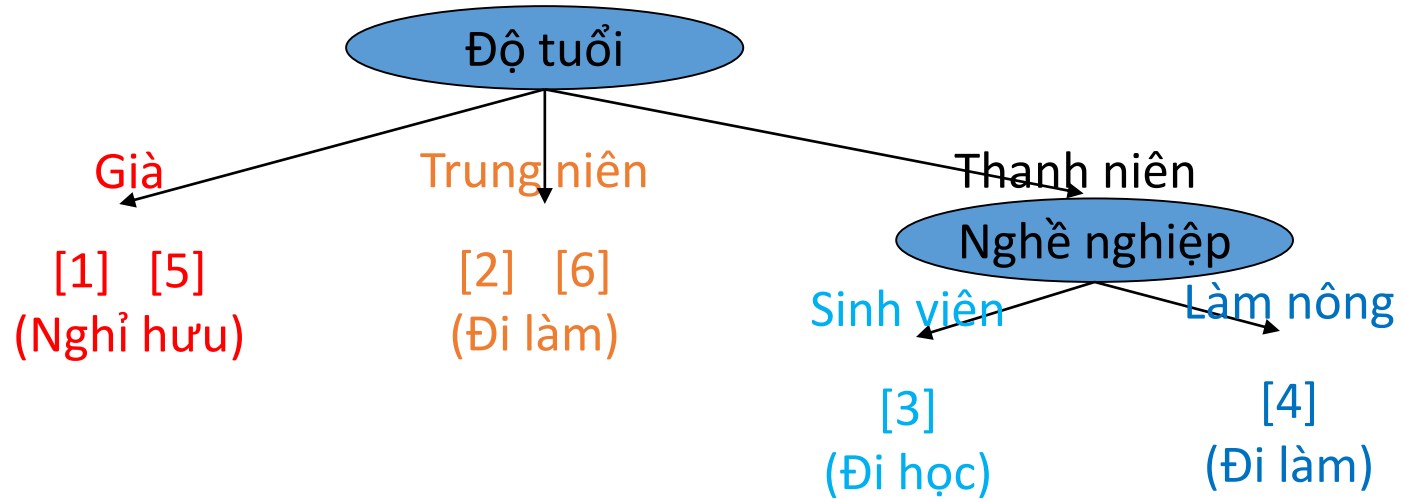 Độ tuổi
Già
Trung niên
Thanh niên
Nghề nghiệp
[1] [5]
(Nghỉ hưu)
[2] [6]
(Đi làm)
Sinh viên
Làm nông
[3]
(Đi học)
[4]
(Đi làm)